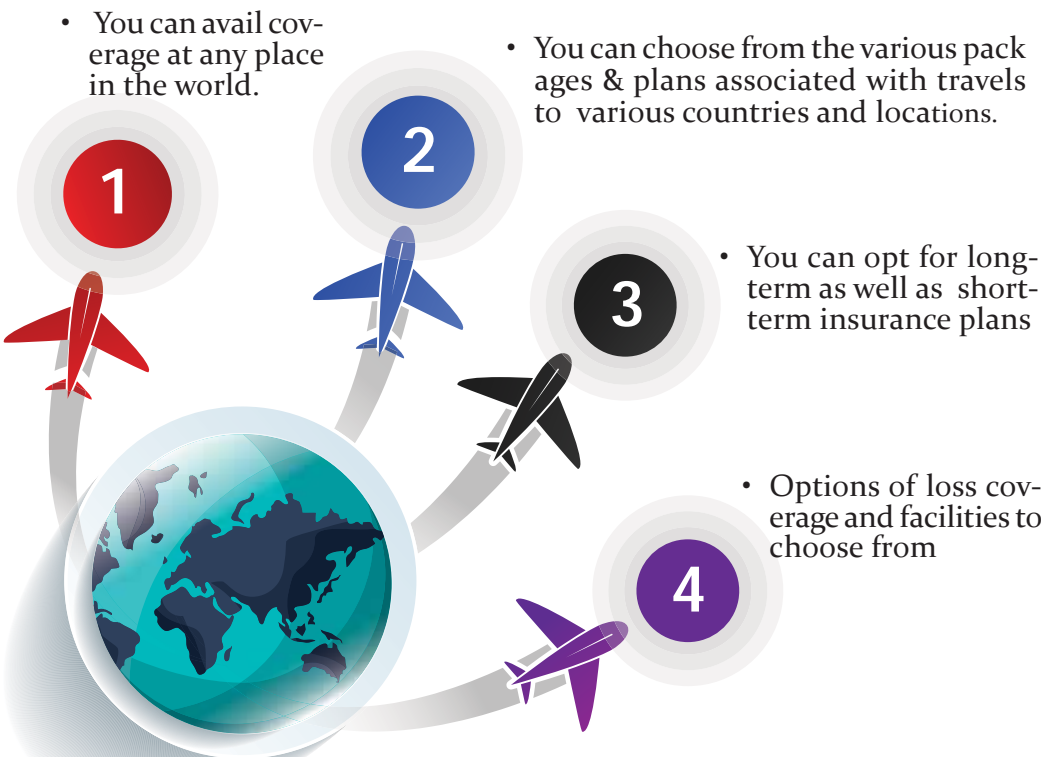 • You can avail cov-
erage at any place
in the world.
1
• You can choose from the various pack
ages & plans associated with travels
to various countries and locations.
2
• You can opt for long-
term as well as short-
term insurance plans
3
• Options of loss cov-
erage and facilities to
choose from
4